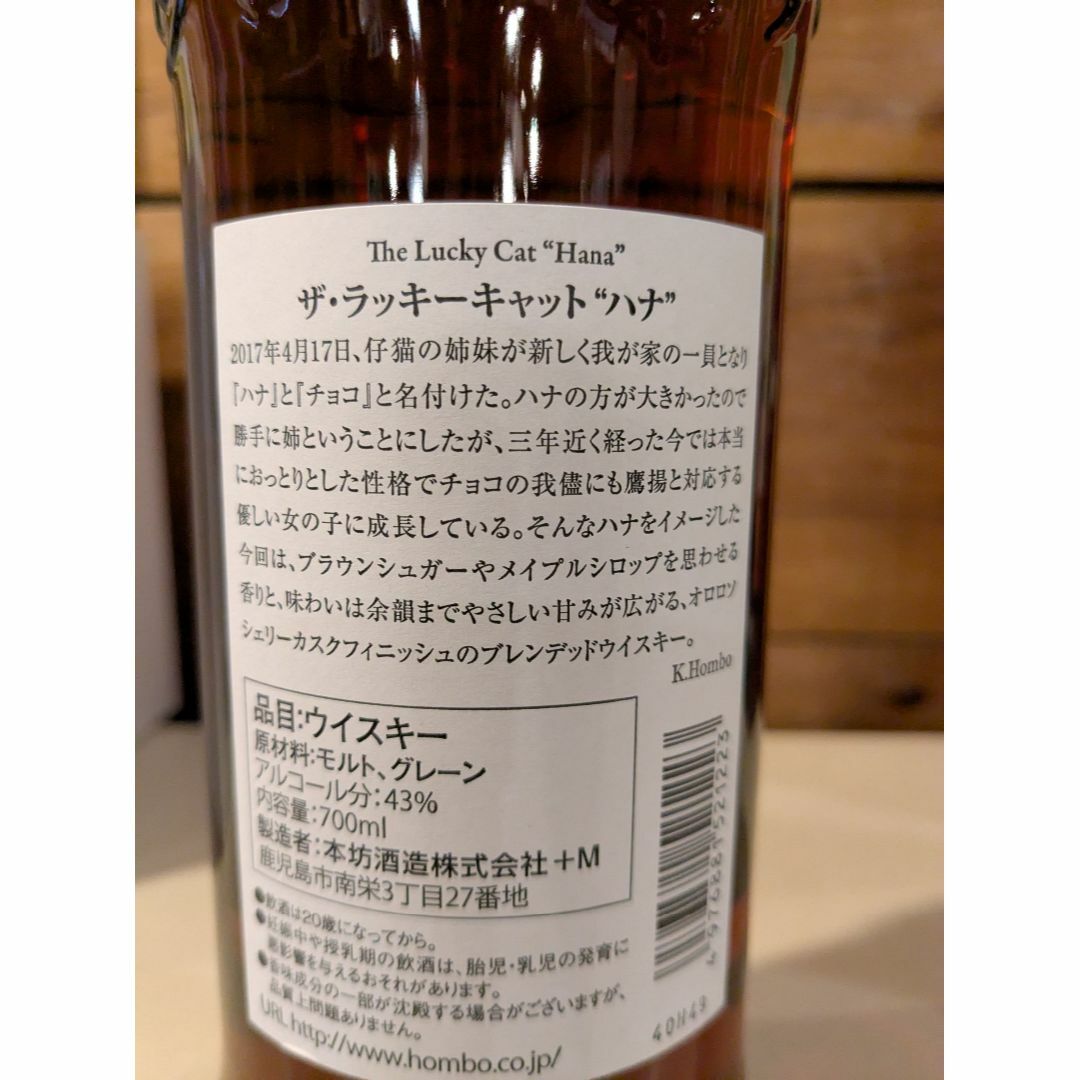 The Lucky Cat “Hana”
ザ・ラッキーキャット“ハナ”
2017年4月17日、仔猫の姉妹が新しく我が家の一員となり
『ハナ』と『チョコ』と名付けた。ハナの方が大きかったので
勝手に姉ということにしたが、三年近く経った今では本当
におっとりとした性格でチョコの我儘にも鷹揚と対応する
優しい女の子に成長している。そんなハナをイメージした
今回は、ブラウンシュガーやメイプルシロップを思わせる
香りと、味わいは余韻までやさしい甘みが広がる、オロロソ
シェリーカスクフィニッシュのブレンデッドウイスキー。
K.Hombo
品目:ウイスキー
原材料:モルト、グレーン
アルコール分:43%
内容量:700ml
製造者:本坊酒造株式会社+M
鹿児島市南栄3丁目27番地
●飲酒は20歳になってから。
●妊娠中や授乳期の飲酒は、胎児・乳児の発育に
悪影響を与えるおそれがあります。
●香味成分の一部が沈殿する場合がございますが、
品質上問題ありません。
URL http://www.hombo.co.jp/
4 976881 521223
40H49